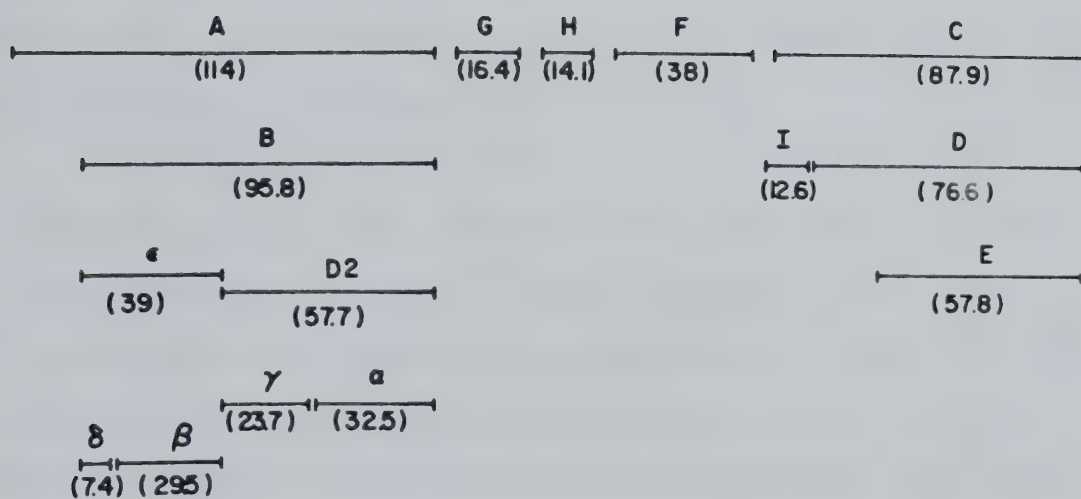 A G H F C
(114) (16.4) (14.1) (38) (87.9)
B I D
(95.8) (12.6) (76.6)
ϵ D2 E
(39) (57.7) (57.8)
γ α
(23.7) (32.5)
δ β
(7.4) (29.5)